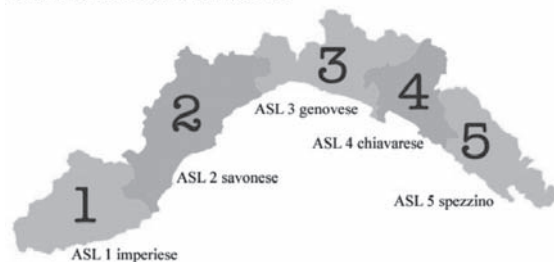 3
2
4
ASL 3 genovese
5
ASL 4 chiavarese
ASL 2 savonese
1
ASL 5 spezzino
ASL 1 imperiese